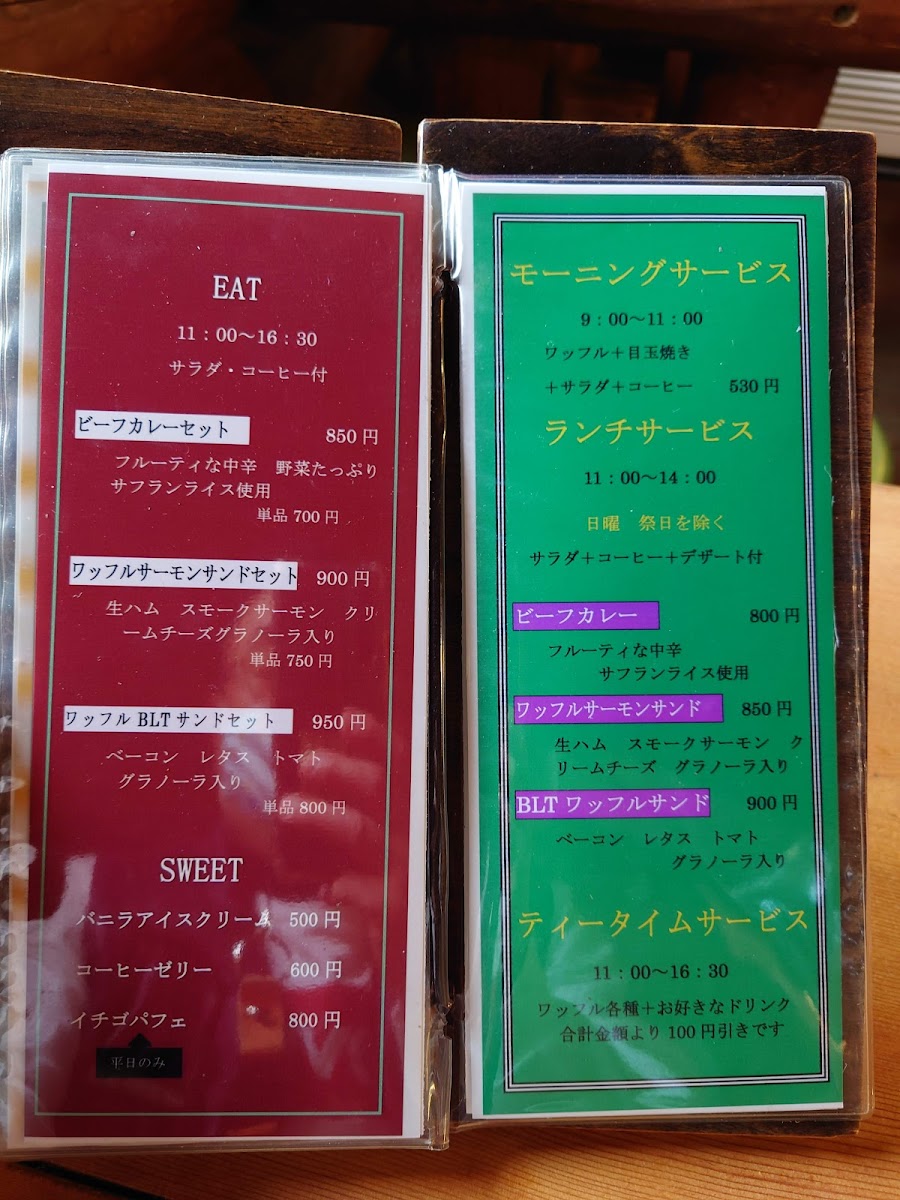 EAT
11：00～16：30
サラダ・コーヒー付
ビーフカレーセット 850円
フルーティな中辛 野菜たっぷり
サフランライス使用
単品700円
ワッフルサーモンサンドセット 900円
生ハム スモークサーモン クリ
ームチーズグラノーラ入り
単品750円
ワッフルBLTサンドセット 950円
ベーコン レタス トマト
グラノーラ入り
単品800円
SWEET
バニラアイスクリーム 500円
コーヒーゼリー 600円
イチゴパフェ 800円
平日のみ
モーニングサービス
9：00～11：00
ワッフル＋目玉焼き
＋サラダ＋コーヒー 530円
ランチサービス
11：00～14：00
日曜 祭日を除く
サラダ＋コーヒー＋デザート付
ビーフカレー 800円
フルーティな中辛
サフランライス使用
ワッフルサーモンサンド 850円
生ハム スモークサーモン ク
リームチーズ グラノーラ入り
BLTワッフルサンド 900円
ベーコン レタス トマト
グラノーラ入り
ティータイムサービス
11：00～16：30
ワッフル各種＋お好きなドリンク
合計金額より100円引きです